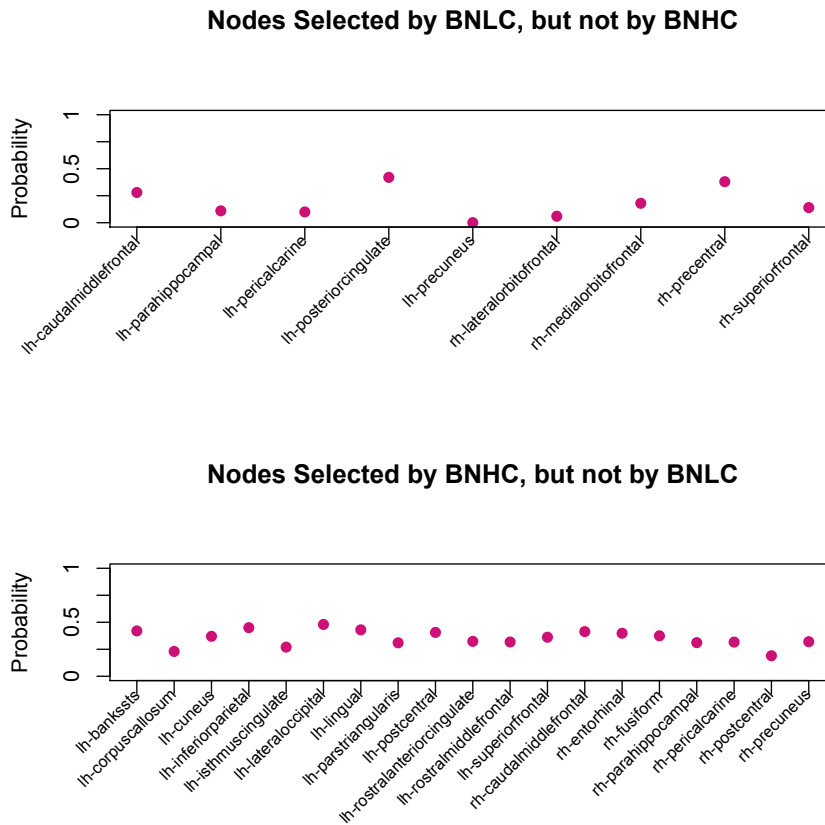 Nodes Selected by BNLC, but not by BNHC
Probability
1
0.5
0
lh-caudalmiddlefrontal
lh-parahippocampal
lh-pericalcarine
lh-posteriorcingulate
lh-precuneus
rh-lateralorbitofrontal
rh-medialorbitofrontal
rh-precentral
rh-superiorfrontal
Nodes Selected by BNHC, but not by BNLC
Probability
1
0.5
0
lh-bankssts
lh-corpuscallosum
lh-cuneus
lh-inferiorparietal
lh-isthmuscingulate
lh-lateraloccipital
lh-lingual
lh-parstriangularis
lh-postcentral
lh-rostralanteriorcingulate
lh-rostralmiddlefrontal
lh-superiorfrontal
rh-caudalmiddlefrontal
rh-entorhinal
rh-fusiform
rh-parahippocampal
rh-pericalcarine
rh-postcentral
rh-precuneus